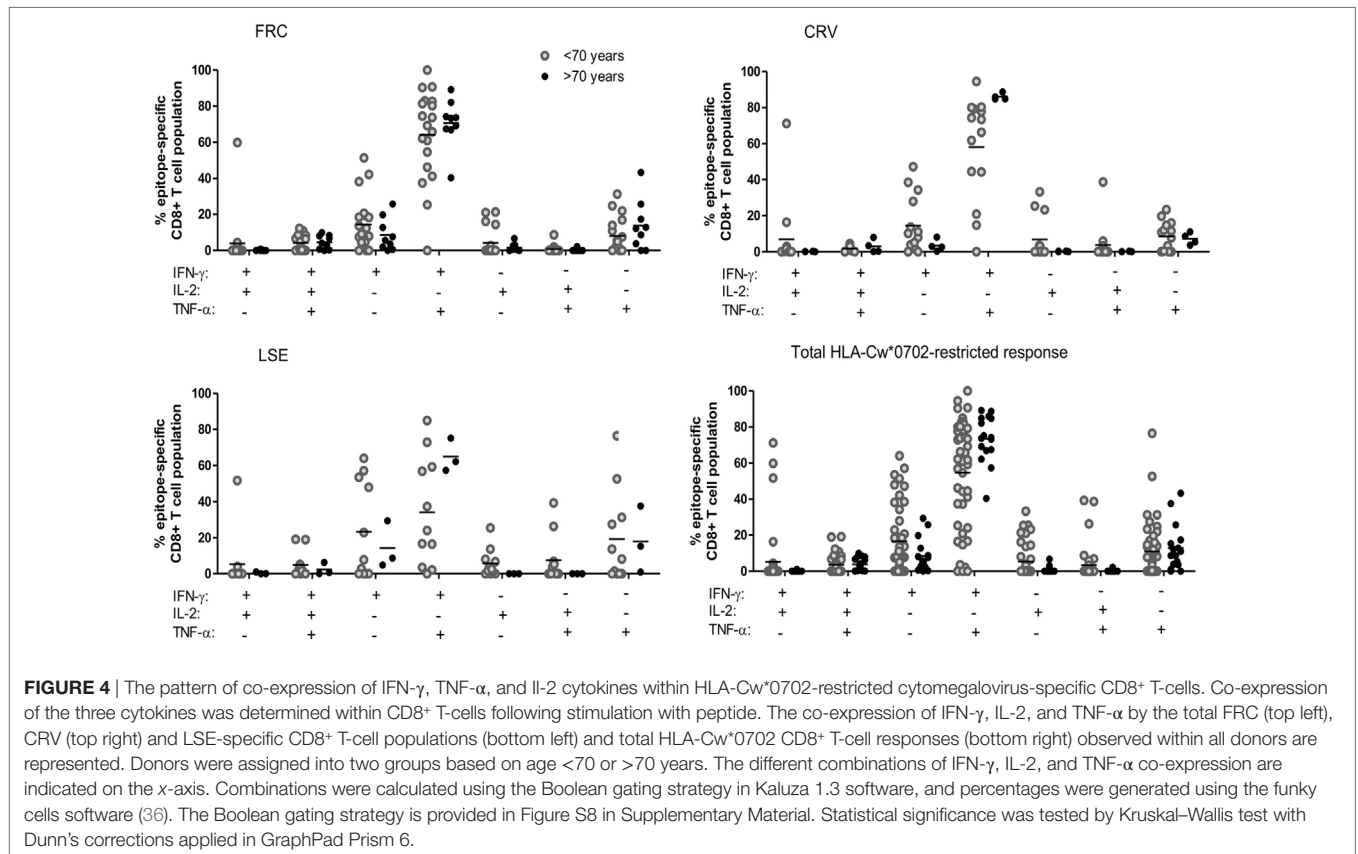 FRC
<70 years
>70 years
% epitope-specific
CD8+ T cell population
100
80
60
40
20
0
IFN-γ: + + + + - - -
IL-2: + + - - + + -
TNF-α: - + - + - + +
CRV
% epitope-specific
CD8+ T cell population
100
80
60
40
20
0
IFN-γ: + + + + - - -
IL-2: + + - - + + -
TNF-α: - + - + - + +
LSE
% epitope-specific
CD8+ T cell population
100
80
60
40
20
0
IFN-γ: + + + + - - -
IL-2: + + - - + + -
TNF-α: - + - + - + +
Total HLA-Cw*0702-restricted response
% epitope-specific
CD8+ T cell population
100
80
60
40
20
0
IFN-γ: + + + + - - -
IL-2: + + - - + + -
TNF-α: - + - + - + +
FIGURE 4 | The pattern of co-expression of IFN-γ, TNF-α, and Il-2 cytokines within HLA-Cw*0702-restricted cytomegalovirus-specific CD8+ T-cells. Co-expression
of the three cytokines was determined within CD8+ T-cells following stimulation with peptide. The co-expression of IFN-γ, IL-2, and TNF-α by the total FRC (top left),
CRV (top right) and LSE-specific CD8+ T-cell populations (bottom left) and total HLA-Cw*0702 CD8+ T-cell responses (bottom right) observed within all donors are
represented. Donors were assigned into two groups based on age <70 or >70 years. The different combinations of IFN-γ, IL-2, and TNF-α co-expression are
indicated on the x-axis. Combinations were calculated using the Boolean gating strategy in Kaluza 1.3 software, and percentages were generated using the funky
cells software (36). The Boolean gating strategy is provided in Figure S8 in Supplementary Material. Statistical significance was tested by Kruskal–Wallis test with
Dunn's corrections applied in GraphPad Prism 6.